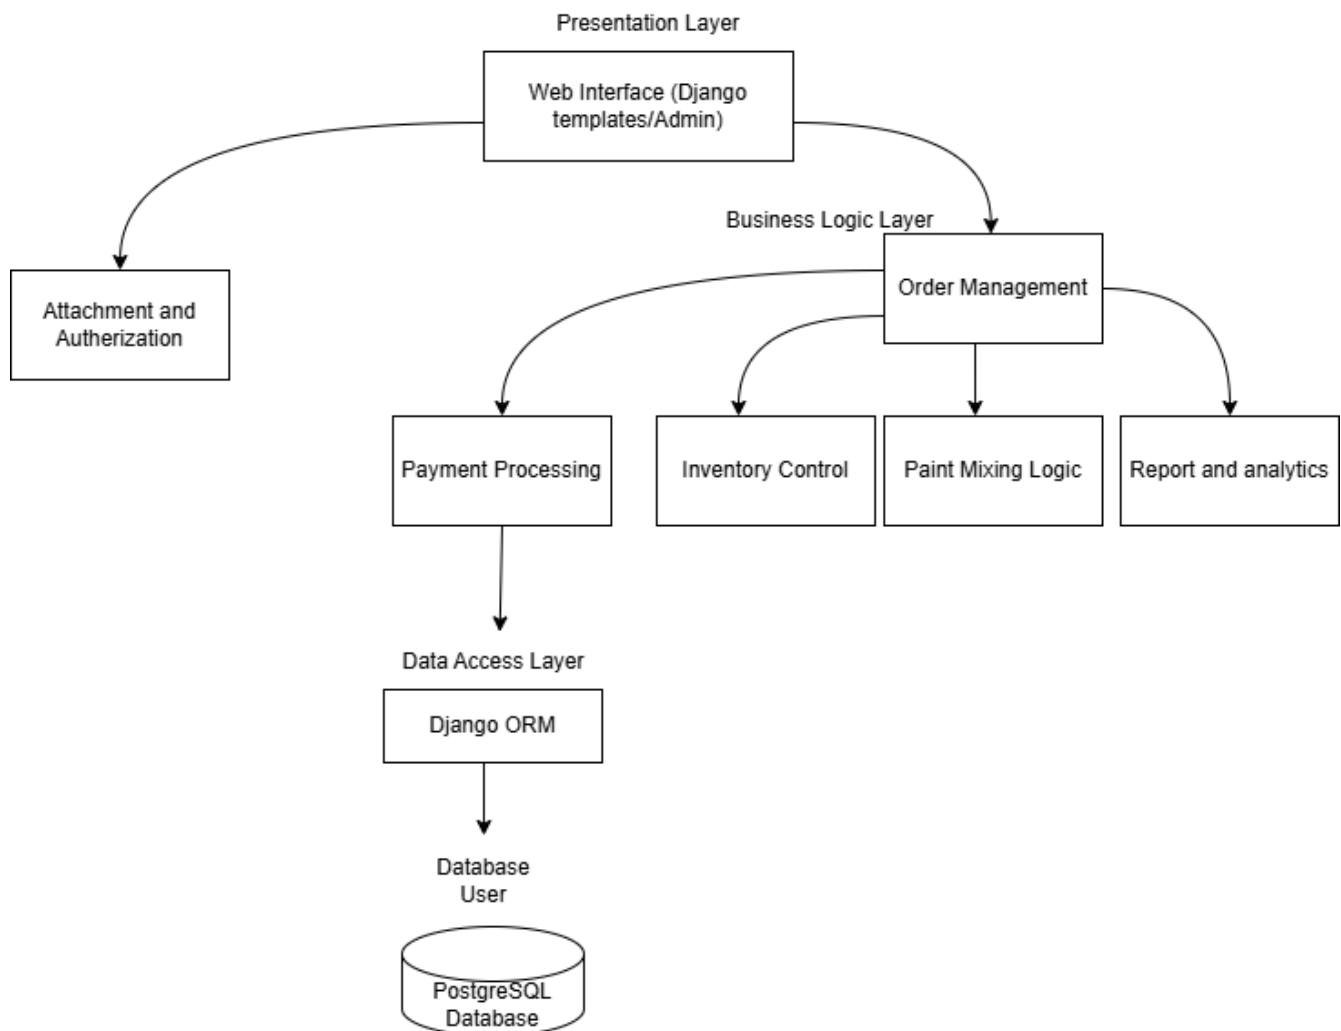 Presentation Layer
Web Interface (Django
templates/Admin)
Business Logic Layer
Order Management
Attachment and
Autherization
Payment Processing
Inventory Control
Paint Mixing Logic
Report and analytics
Data Access Layer
Django ORM
Database
User
PostgreSQL
Database